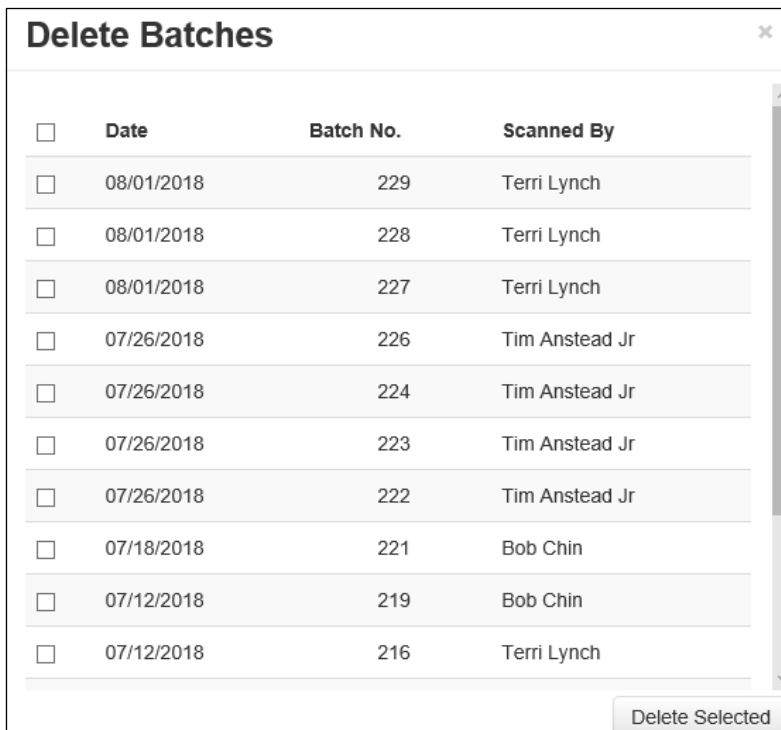 Delete Batches ×
Date Batch No. Scanned By
08/01/2018 229 Terri Lynch
08/01/2018 228 Terri Lynch
08/01/2018 227 Terri Lynch
07/26/2018 226 Tim Anstead Jr
07/26/2018 224 Tim Anstead Jr
07/26/2018 223 Tim Anstead Jr
07/26/2018 222 Tim Anstead Jr
07/18/2018 221 Bob Chin
07/12/2018 219 Bob Chin
07/12/2018 216 Terri Lynch
Delete Selected